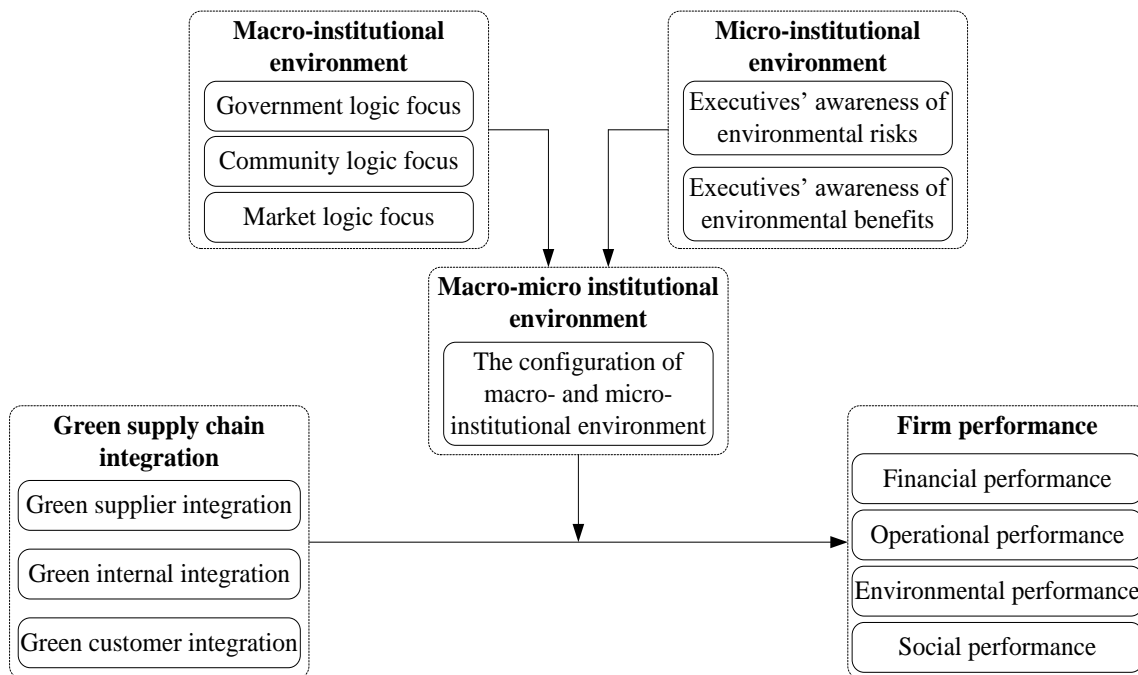 Macro-institutional
environment
Government logic focus
Community logic focus
Market logic focus
Micro-institutional
environment
Executives’ awareness of
environmental risks
Executives’ awareness of
environmental benefits
Macro-micro institutional
environment
The configuration of
macro- and micro-
institutional environment
Green supply chain
integration
Green supplier integration
Green internal integration
Green customer integration
Firm performance
Financial performance
Operational performance
Environmental performance
Social performance